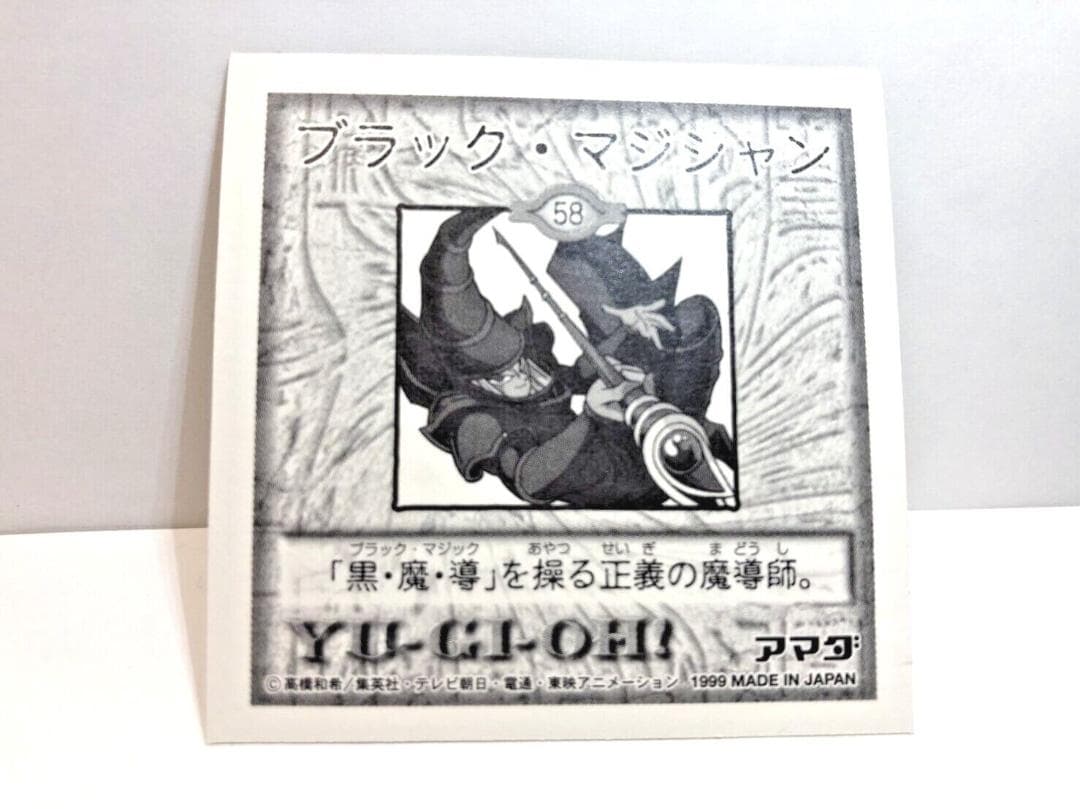 ブラック・マジシャン
58
ブラック・マジック あやつ せいぎ まどうし
「黒・魔・導」を操る正義の魔導師。
YU-GI-OH!
アマダ
©高橋和希/集英社・テレビ朝日・電通・東映アニメーション 1999 MADE IN JAPAN